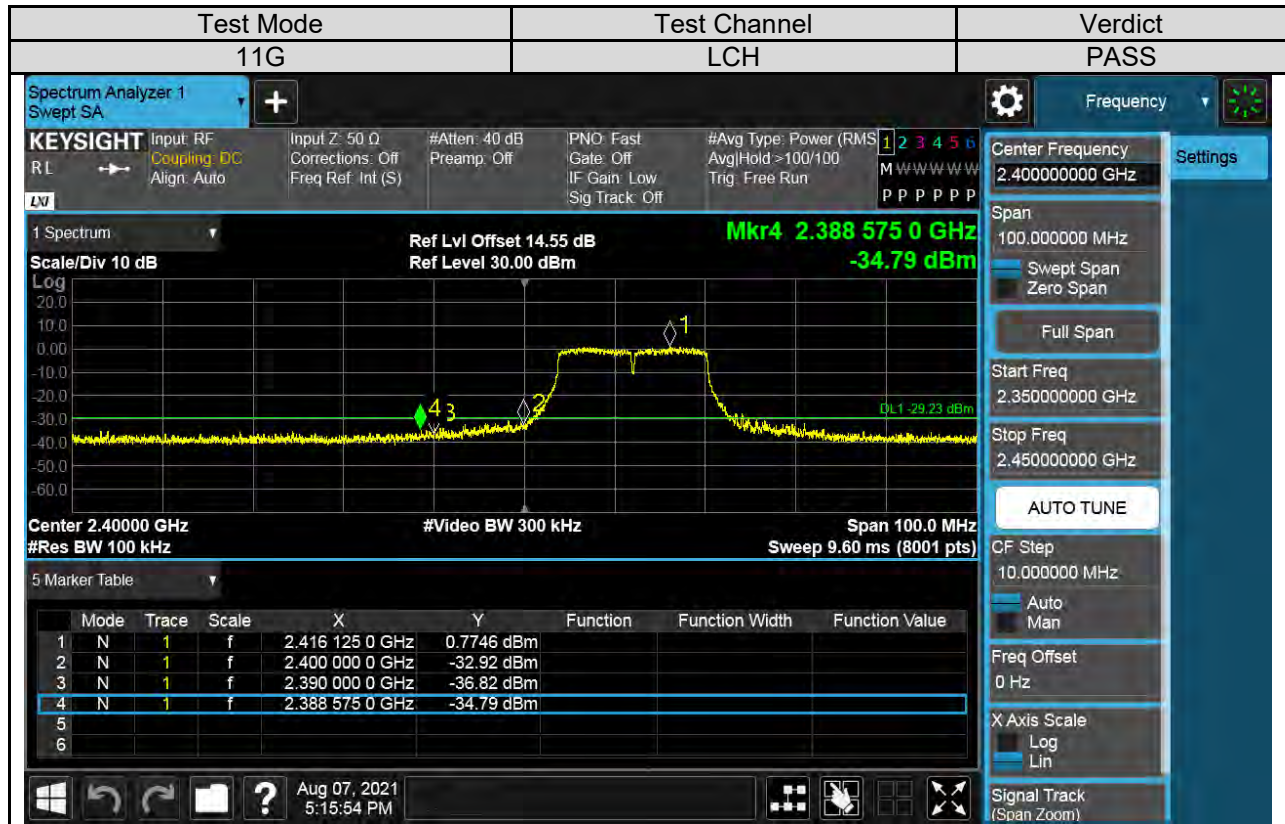 Test Mode Test Channel Verdict
11G LCH PASS
Spectrum Analyzer 1
Swept SA
+
Frequency
KEYSIGHT
RL
LXI
Input: RF
Coupling: DC
Align: Auto
Input Z: 50 Ω
Corrections: Off
Freq Ref: Int (S)
#Atten: 40 dB
Preamp: Off
PNO: Fast
Gate: Off
IF Gain: Low
Sig Track: Off
#Avg Type: Power (RMS
Avg|Hold:>100/100
Trig: Free Run
1 2 3 4 5 6
M W W W W W
P P P P P P
1 Spectrum
Scale/Div 10 dB
Ref Lvl Offset 14.55 dB
Ref Level 30.00 dBm
Mkr4 2.388 575 0 GHz
-34.79 dBm
Log
20.0
10.0
0.00
-10.0
-20.0
-30.0
-40.0
-50.0
-60.0
1
2
4 3
DL1 -29.23 dBm
Center 2.40000 GHz
#Res BW 100 kHz
#Video BW 300 kHz
Span 100.0 MHz
Sweep 9.60 ms (8001 pts)
5 Marker Table
Mode Trace Scale X Y Function Function Width Function Value
1 N 1 f 2.416 125 0 GHz 0.7746 dBm
2 N 1 f 2.400 000 0 GHz -32.92 dBm
3 N 1 f 2.390 000 0 GHz -36.82 dBm
4 N 1 f 2.388 575 0 GHz -34.79 dBm
5
6
Aug 07, 2021
5:15:54 PM
?
Center Frequency
2.400000000 GHz
Settings
Span
100.000000 MHz
Swept Span
Zero Span
Full Span
Start Freq
2.350000000 GHz
Stop Freq
2.450000000 GHz
AUTO TUNE
CF Step
10.000000 MHz
Auto
Man
Freq Offset
0 Hz
X Axis Scale
Log
Lin
Signal Track
(Span Zoom)